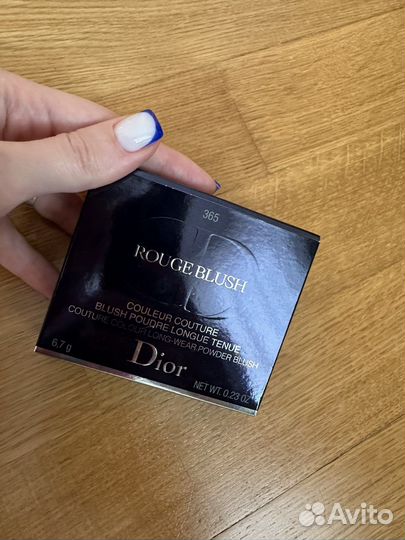 365
ROUGE BLUSH
COULEUR COUTURE
BLUSH POUDRE LONGUE TENUE
COUTURE COLOUR LONG-WEAR POWDER BLUSH
6,7 g
Dior
NET WT. 0.23 OZ
Avito